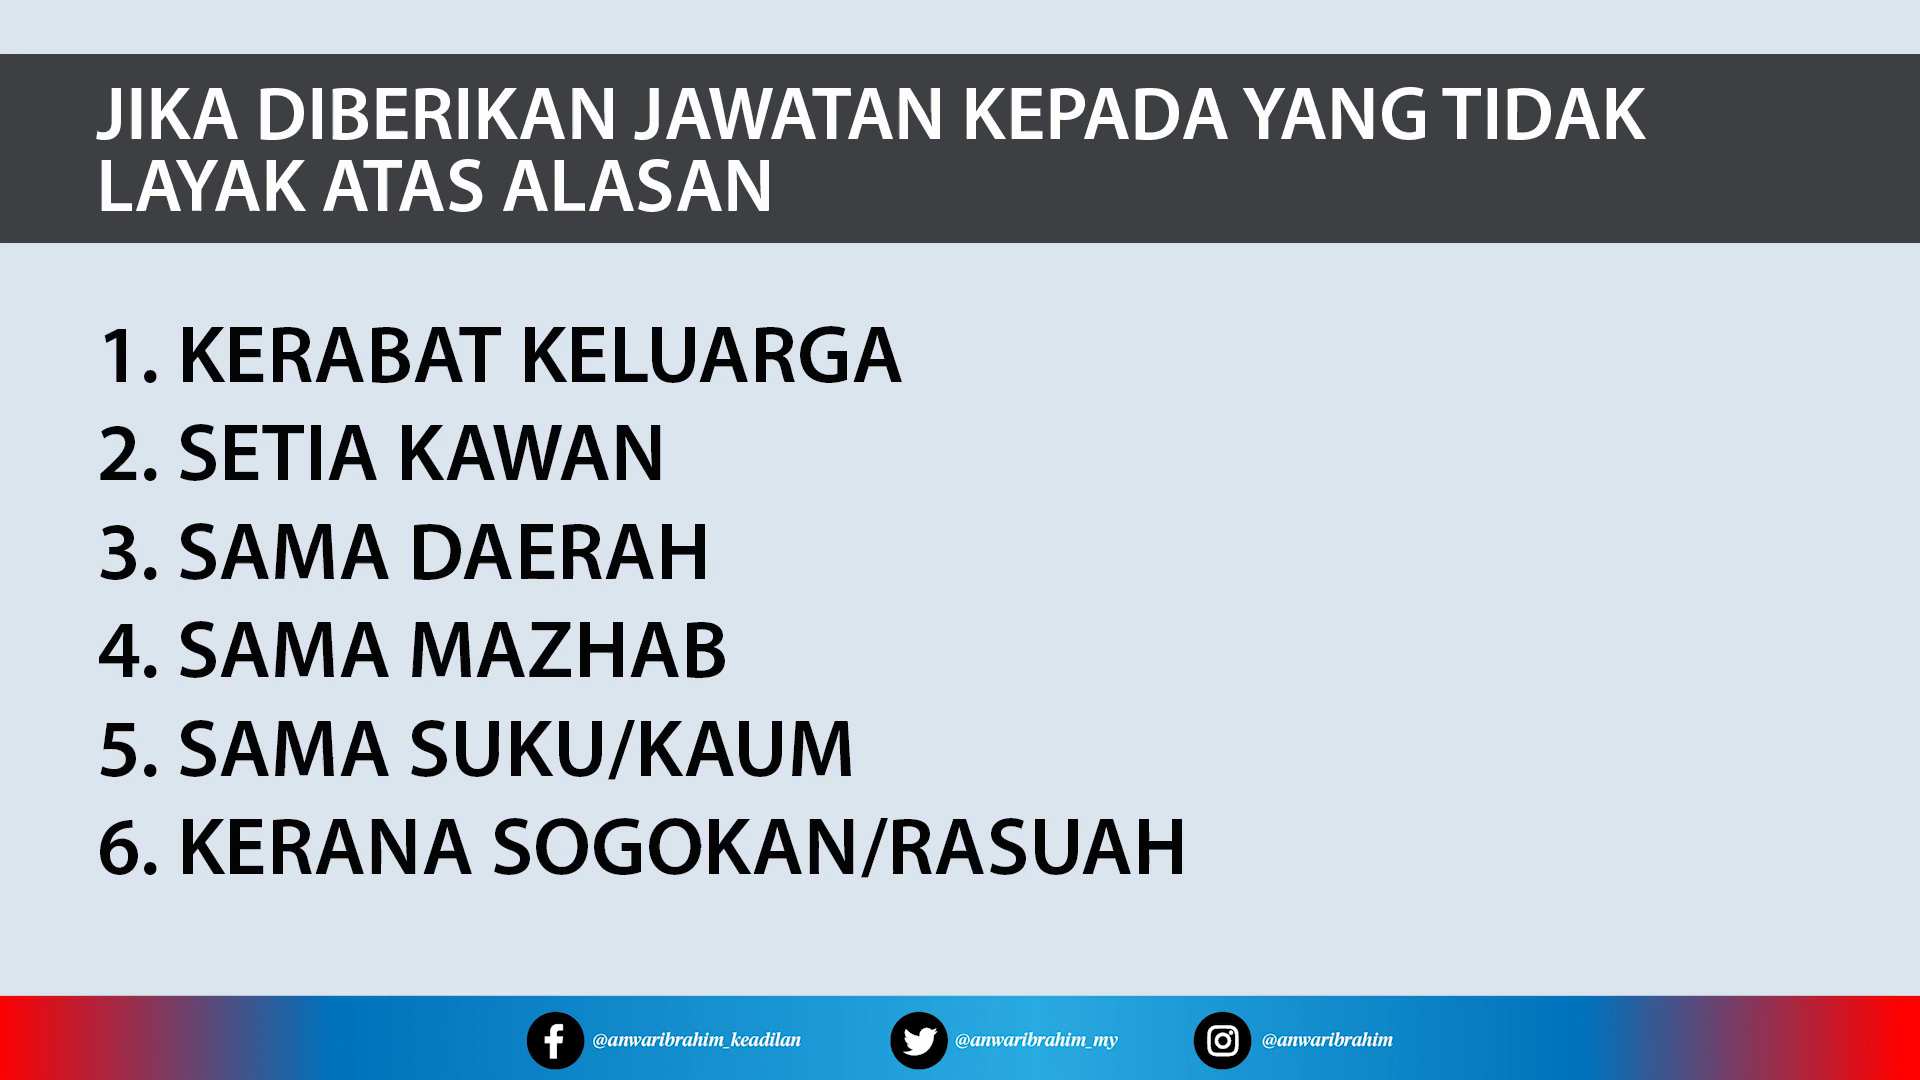 JIKA DIBERIKAN JAWATAN KEPADA YANG TIDAK
LAYAK ATAS ALASAN
1. KERABAT KELUARGA
2. SETIA KAWAN
3. SAMA DAERAH
4. SAMA MAZHAB
5. SAMA SUKU/KAUM
6. KERANA SOGOKAN/RASUAH
@anwaribrahim_keadilan @anwaribrahim_my @anwaribrahim